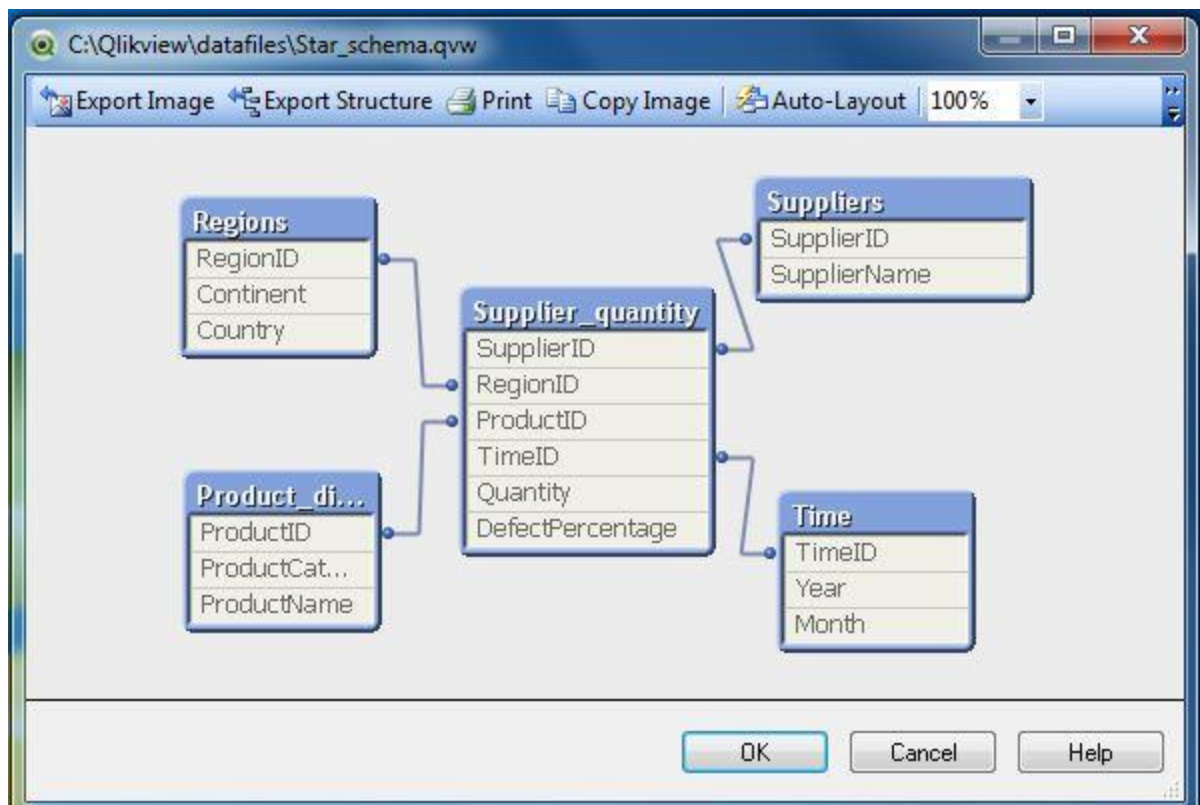 C:\Qlikview\datafiles\Star_schema.qvw
Export Image Export Structure Print Copy Image Auto-Layout 100%
Regions
RegionID
Continent
Country
Suppliers
SupplierID
SupplierName
Supplier_quantity
SupplierID
RegionID
ProductID
TimeID
Quantity
DefectPercentage
Product_di...
ProductID
ProductCat...
ProductName
Time
TimeID
Year
Month
OK Cancel Help